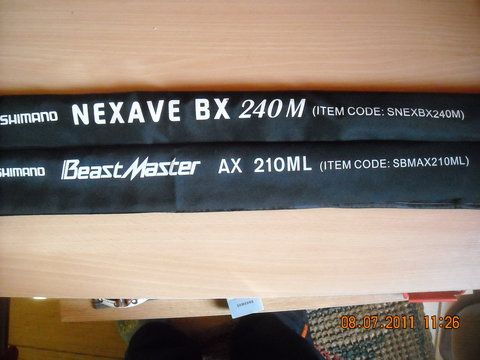 SHIMANO NEXAVE BX 240M (ITEM CODE: SNEXBX240M)
SHIMANO BeastMaster AX 210ML (ITEM CODE: SBMAX210ML)
SAMSUNG
08.07.2011 11:26